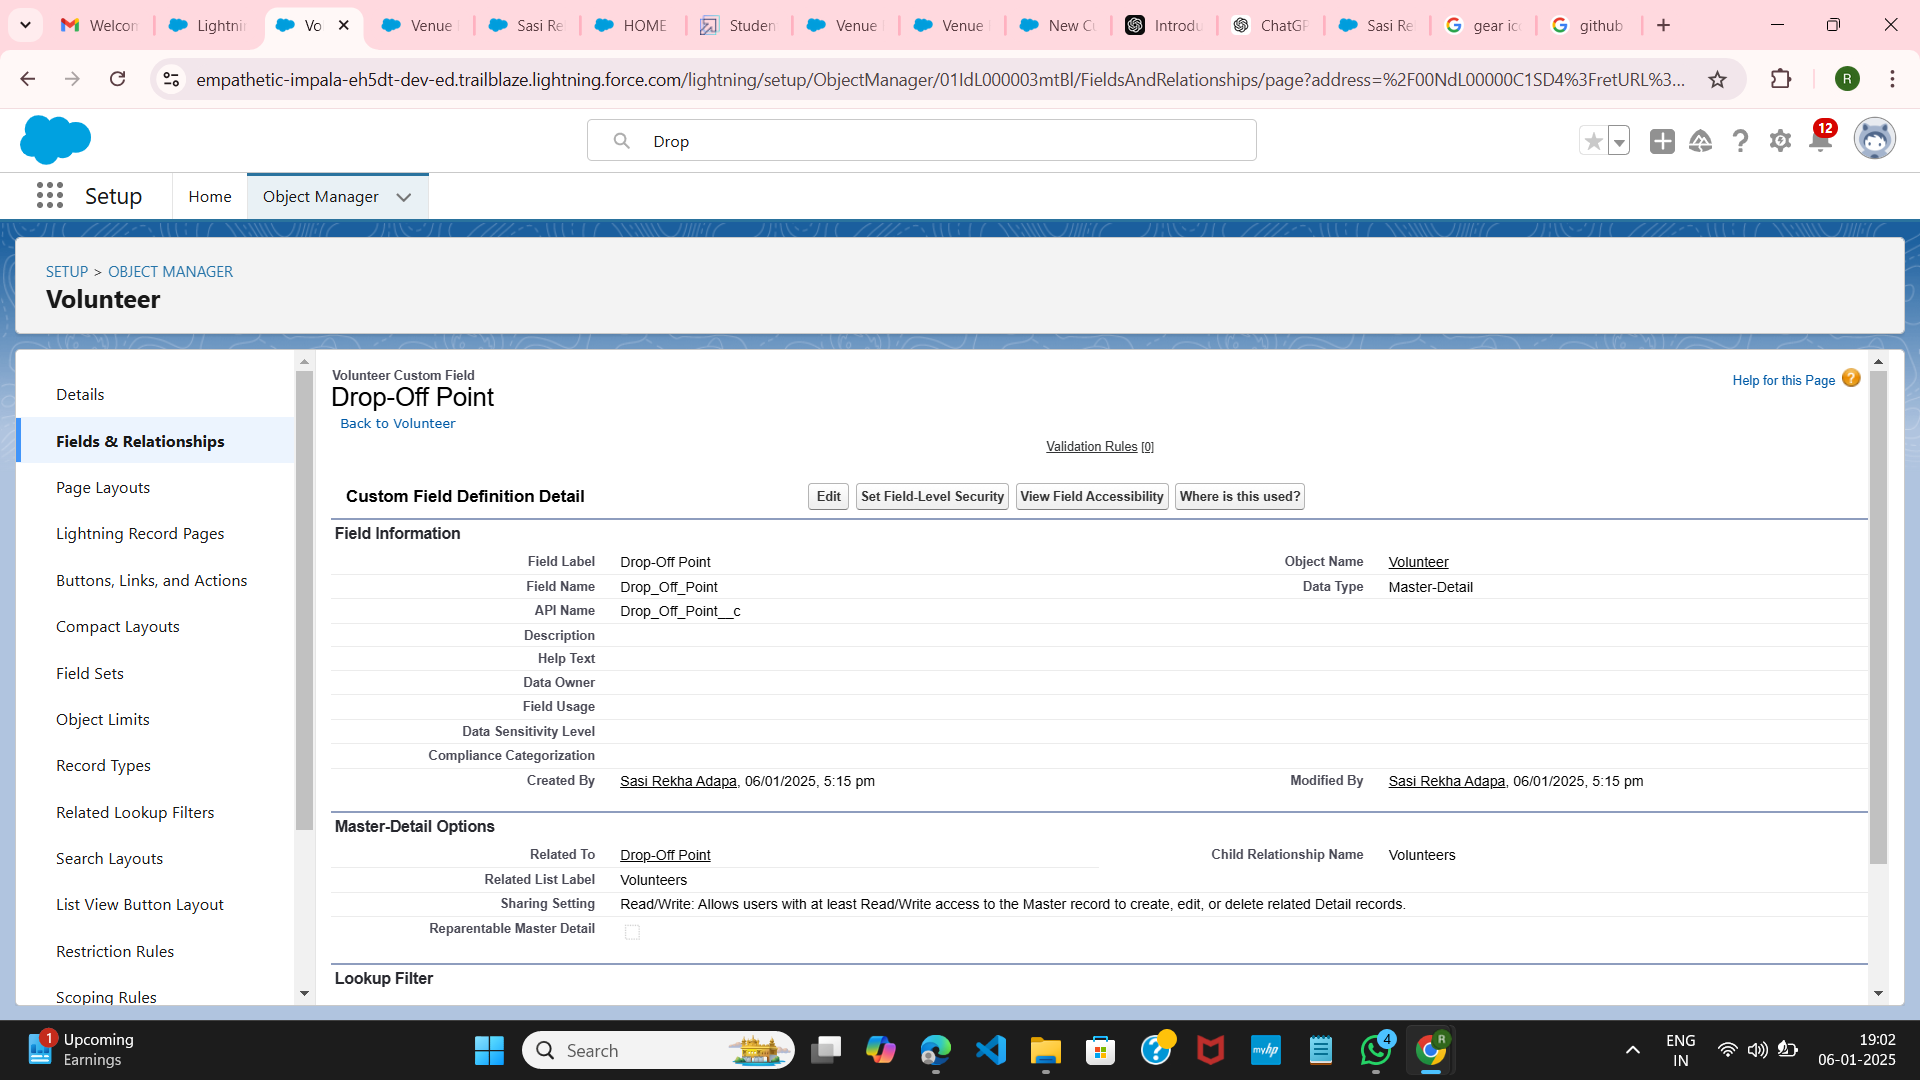 Welcom
Lightnin
Vo
Venue
Sasi Re
HOME
Studen
Venue
Venue
New Cu
Introdu
ChatGP
Sasi Re
gear ic
github
empathetic-impala-eh5dt-dev-ed.trailblaze.lightning.force.com/lightning/setup/ObjectManager/01IdL000003mtBl/FieldsAndRelationships/page?address=%2F00NdL00000C1SD4%3FretURL%3...
R
Drop
12
Setup
Home
Object Manager
SETUP > OBJECT MANAGER
Volunteer
Details
Fields & Relationships
Page Layouts
Lightning Record Pages
Buttons, Links, and Actions
Compact Layouts
Field Sets
Object Limits
Record Types
Related Lookup Filters
Search Layouts
List View Button Layout
Restriction Rules
Scoping Rules
Volunteer Custom Field
Drop-Off Point
Back to Volunteer
Help for this Page
Validation Rules [0]
Custom Field Definition Detail
Edit
Set Field-Level Security
View Field Accessibility
Where is this used?
Field Information
Field Label Drop-Off Point Object Name Volunteer
Field Name Drop_Off_Point Data Type Master-Detail
API Name Drop_Off_Point__c
Description
Help Text
Data Owner
Field Usage
Data Sensitivity Level
Compliance Categorization
Created By Sasi Rekha Adapa, 06/01/2025, 5:15 pm Modified By Sasi Rekha Adapa, 06/01/2025, 5:15 pm
Master-Detail Options
Related To Drop-Off Point Child Relationship Name Volunteers
Related List Label Volunteers
Sharing Setting Read/Write: Allows users with at least Read/Write access to the Master record to create, edit, or delete related Detail records.
Reparentable Master Detail
Lookup Filter
1
Upcoming
Earnings
Search
myhp
4
R
ENG
IN
19:02
06-01-2025